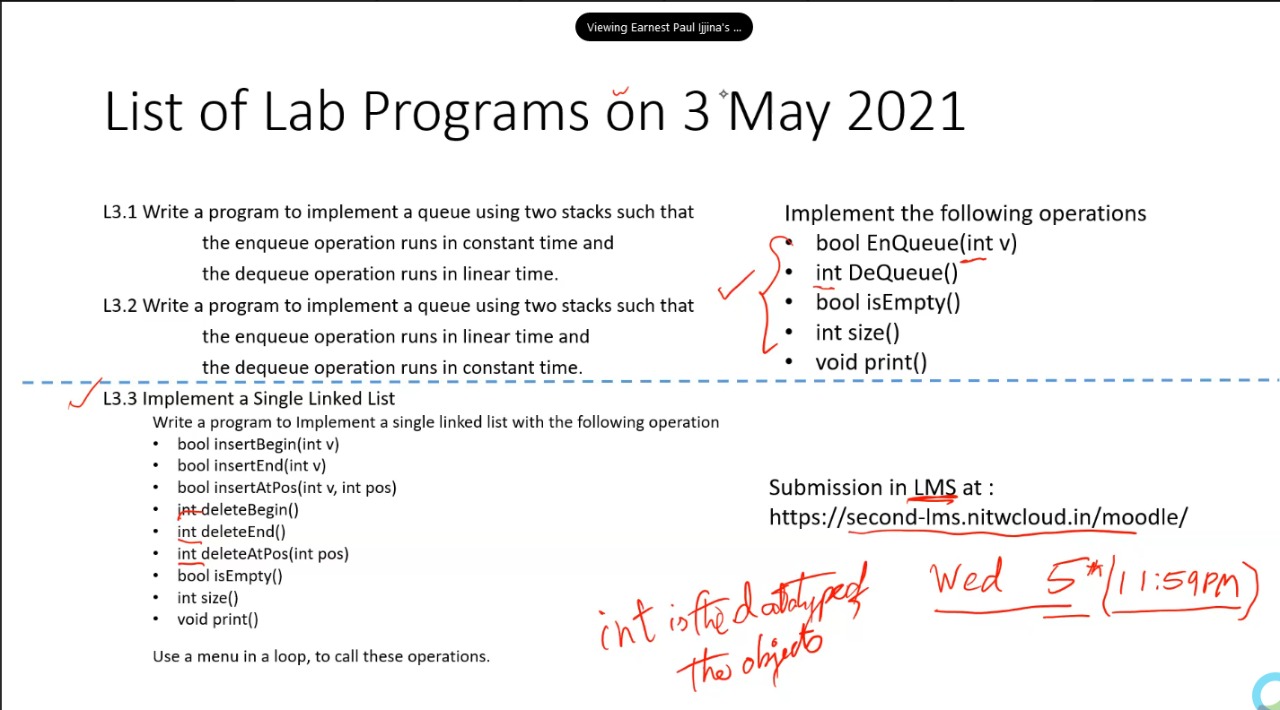 Viewing Earnest Paul Ijjina's ...
List of Lab Programs on 3 May 2021
L3.1 Write a program to implement a queue using two stacks such that
the enqueue operation runs in constant time and
the dequeue operation runs in linear time.
L3.2 Write a program to implement a queue using two stacks such that
the enqueue operation runs in linear time and
the dequeue operation runs in constant time.
Implement the following operations
• bool EnQueue(int v)
• int DeQueue()
• bool isEmpty()
• int size()
• void print()
L3.3 Implement a Single Linked List
Write a program to Implement a single linked list with the following operation
• bool insertBegin(int v)
• bool insertEnd(int v)
• bool insertAtPos(int v, int pos)
• int deleteBegin()
• int deleteEnd()
• int deleteAtPos(int pos)
• bool isEmpty()
• int size()
• void print()
Use a menu in a loop, to call these operations.
Submission in LMS at :
https://second-lms.nitwcloud.in/moodle/
Wed 5th (11:59PM)
int is the datatype of
the objects